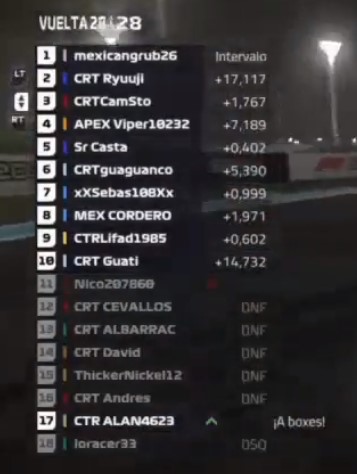 VUELTA 28 / 28
1 mexicangrub26 Intervalo
LT
2 CRT Ryuuji +17,117
3 CRTCamSto +1,767
RT
4 APEX Viper10232 +7,189
5 Sr Casta +0,402
6 CRTguaguanco +5,390
7 xXSebas108Xx +0,999
8 MEX CORDERO +1,971
9 CTRLifad1985 +0,602
10 CRT Guati +14,732
11 Nico207860
12 CRT CEVALLOS DNF
13 CRT ALBARRAC DNF
14 CRT David DNF
15 ThickerNickel12 DNF
16 CRT Andres DNF
17 CTR ALAN4623 ¡A boxes!
18 loracer33 DSQ